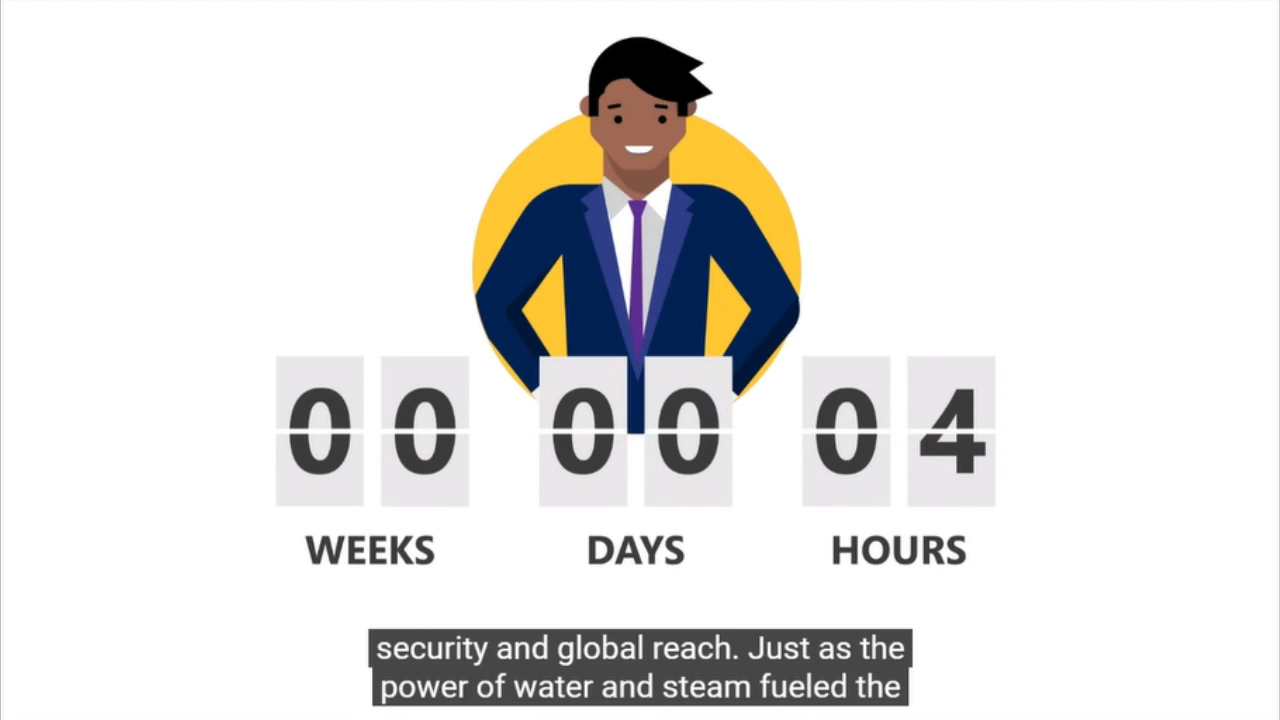 00 00 04
WEEKS DAYS HOURS
security and global reach. Just as the
power of water and steam fueled the